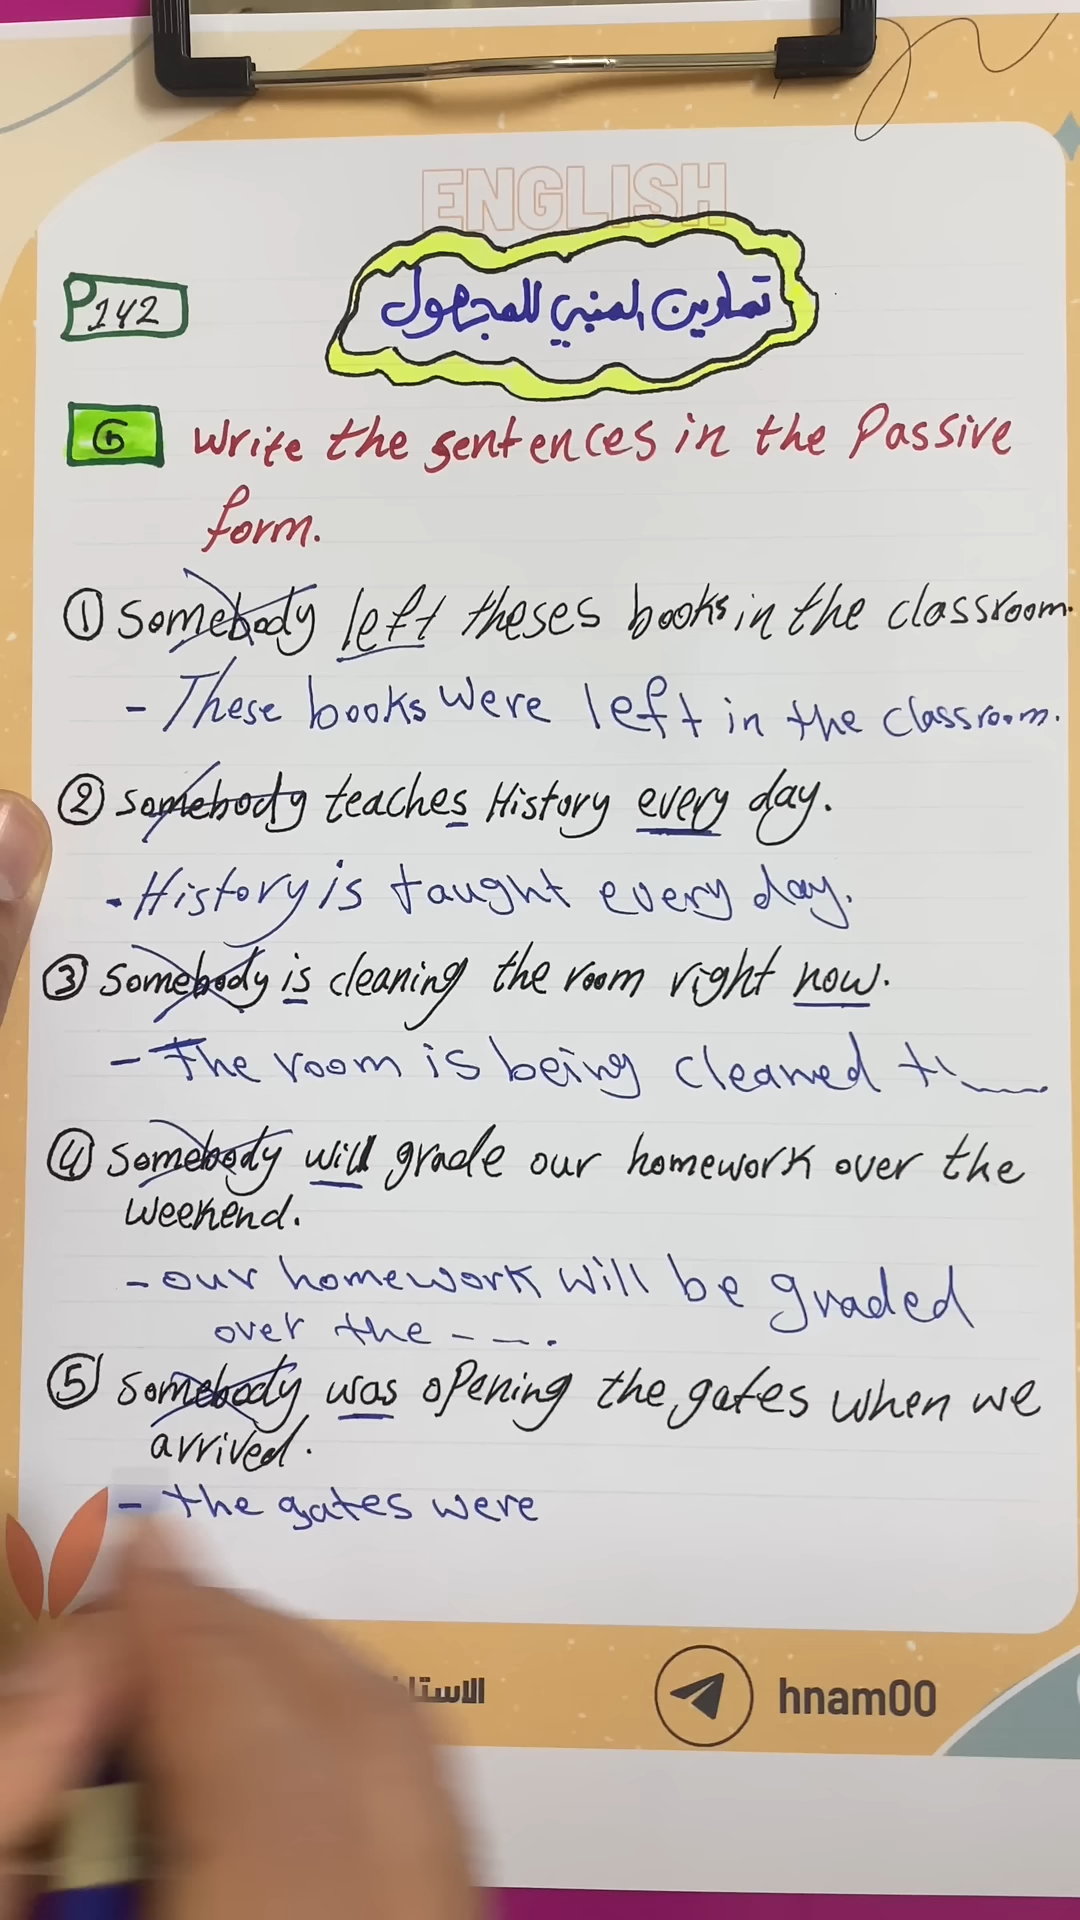 ENGLISH
P142
تمارين المبني للمجهول
G Write the sentences in the Passive
form.
① Somebody left theses books in the classroom.
- These books were left in the classroom.
② Somebody teaches History every day.
- History is taught every day.
③ Somebody is cleaning the room right now.
- The room is being cleaned
④ Somebody will grade our homework over the
weekend.
- our homework will be graded
over the ---.
⑤ Somebody was opening the gates when we
arrived.
- the gates were
hnam00